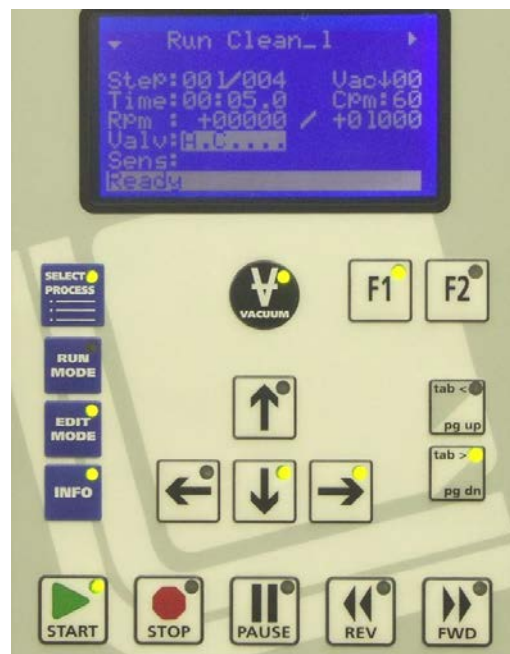 Run Clean_1
Step:001/004 Vac↓00
Time:00:05.0 Cpm:60
Rpm : +00000 / +01000
Valv:A.C....
Sens:
Ready
SELECT
PROCESS
VACUUM
F1
F2
RUN
MODE
tab <
pg up
EDIT
MODE
tab >
pg dn
INFO
START
STOP
PAUSE
REV
FWD